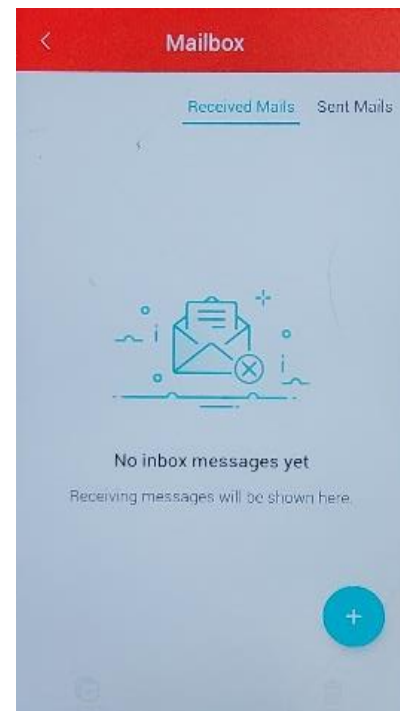 Mailbox
Received Mails Sent Mails
No inbox messages yet
Receiving messages will be shown here.